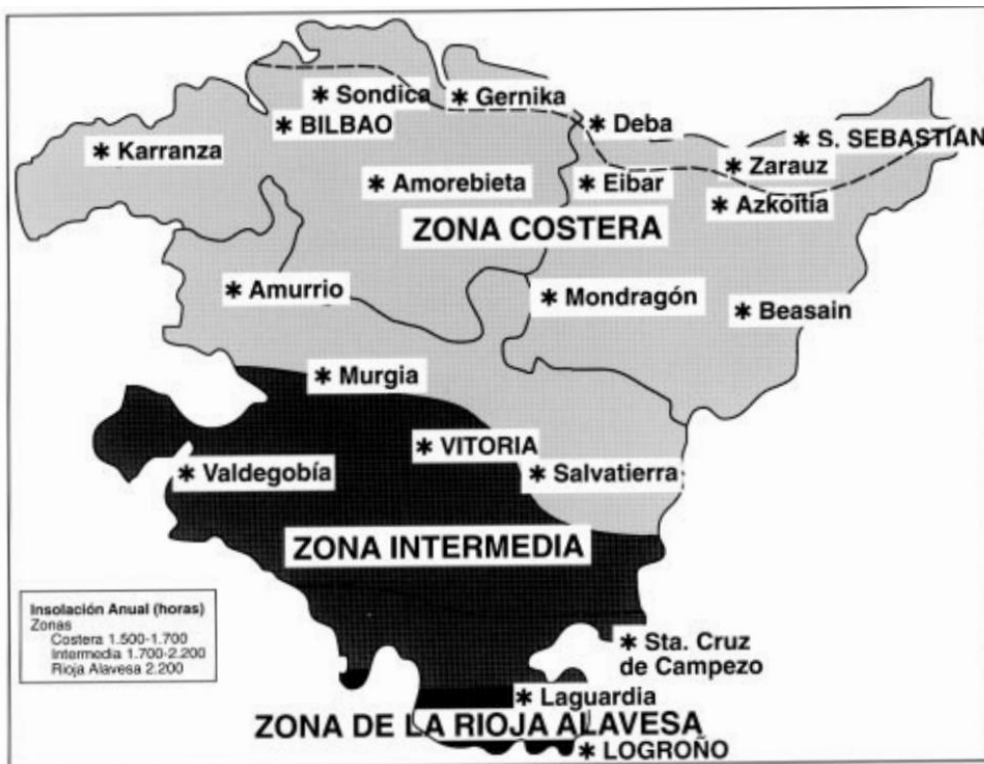 * Sondica
* Gernika
* BILBAO
* Deba
* S. SEBASTIAN
* Karranza
* Zarauz
* Amorebieta
* Eibar
* Azkoitia
ZONA COSTERA
* Amurrio
* Mondragón
* Beasain
* Murgia
* VITORIA
* Valdegobía
* Salvatierra
ZONA INTERMEDIA
Insolación Anual (horas)
Zonas
Costera 1.500-1.700
Intermedia 1.700-2.200
Rioja Alavesa 2.200
* Sta. Cruz
de Campezo
* Laguardia
ZONA DE LA RIOJA ALAVESA
* LOGROÑO